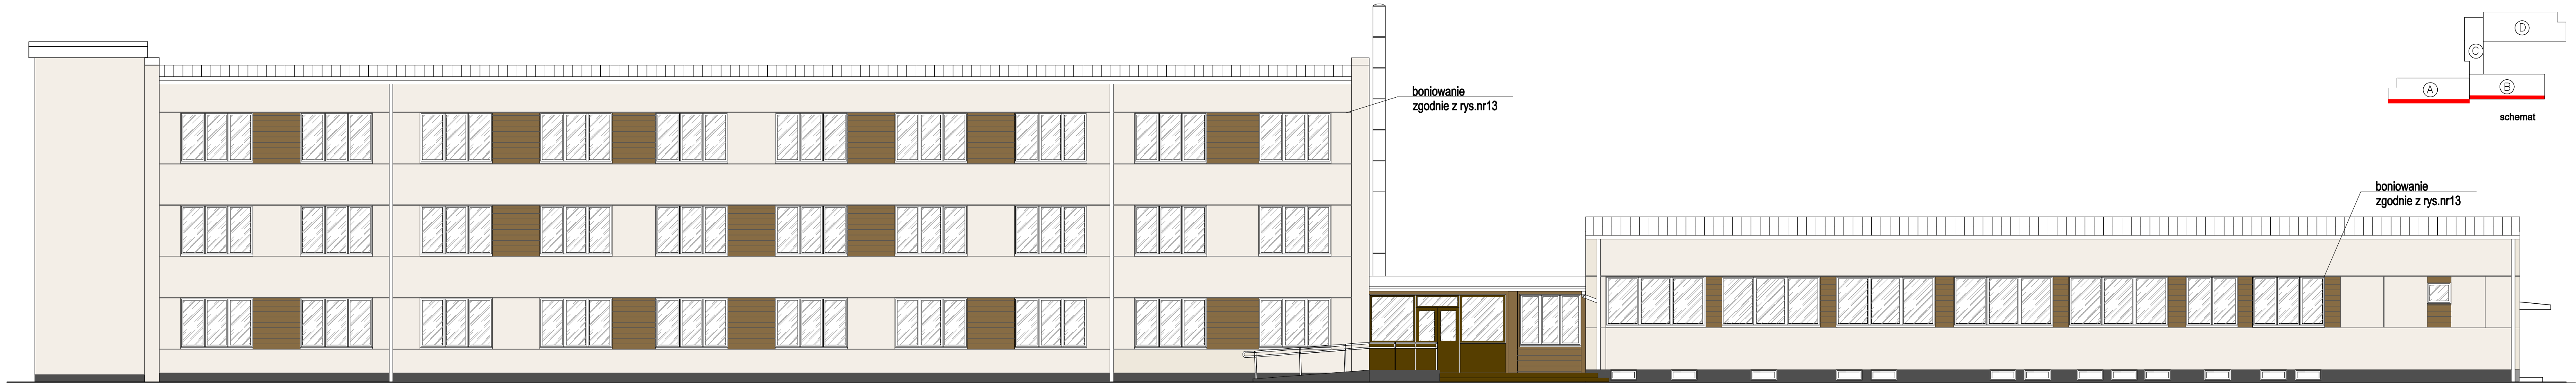 boniowanie
zgodnie z rys.nr13
D
C
A
B
schemat
boniowanie
zgodnie z rys.nr13